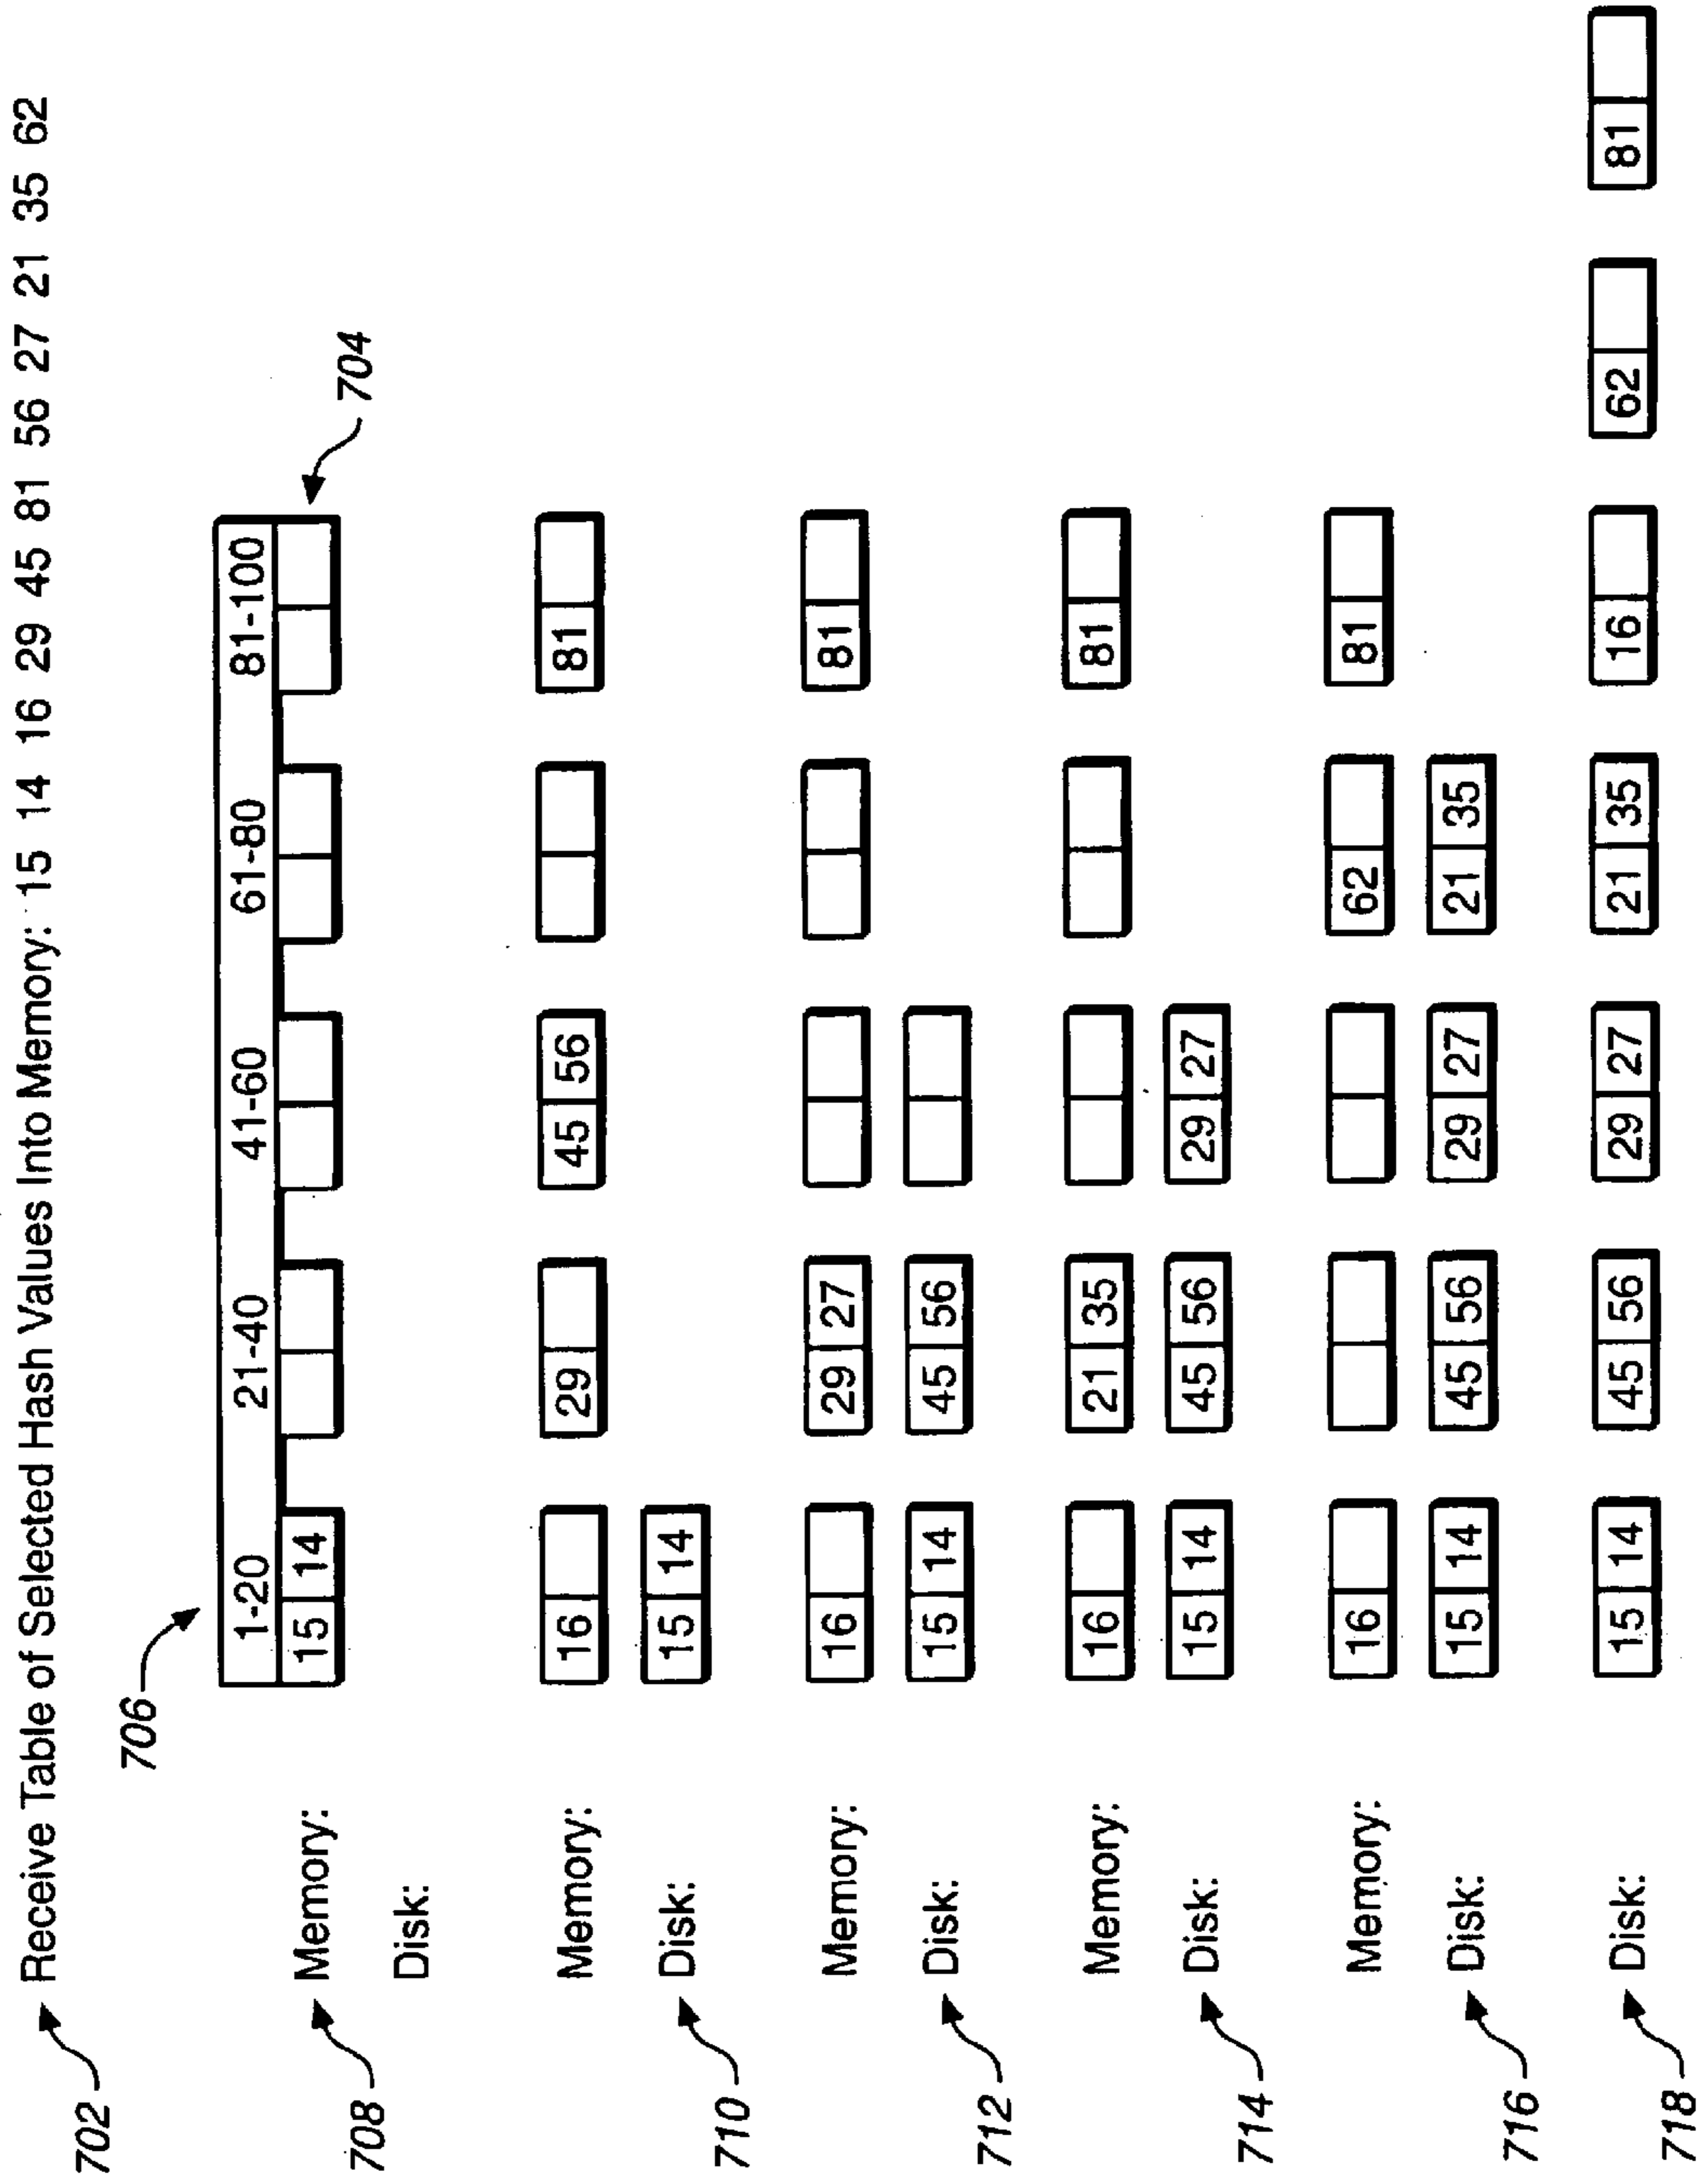 702 Receive Table of Selected Hash Values Into Memory: 15 14 16 29 45 81 56 27 21 35 62
706
1-20 21-40 41-60 61-80 81-100
704
708 Memory: 15 14
Disk:
Memory: 16 29 45 56 81
710 Disk: 15 14
Memory: 16 29 27 81
712 Disk: 15 14 45 56
Memory: 16 21 35 81
714 Disk: 15 14 45 56 29 27
Memory: 16 62 81
716 Disk: 15 14 45 56 29 27 21 35
718 Disk: 15 14 45 56 29 27 21 35 16 62 81